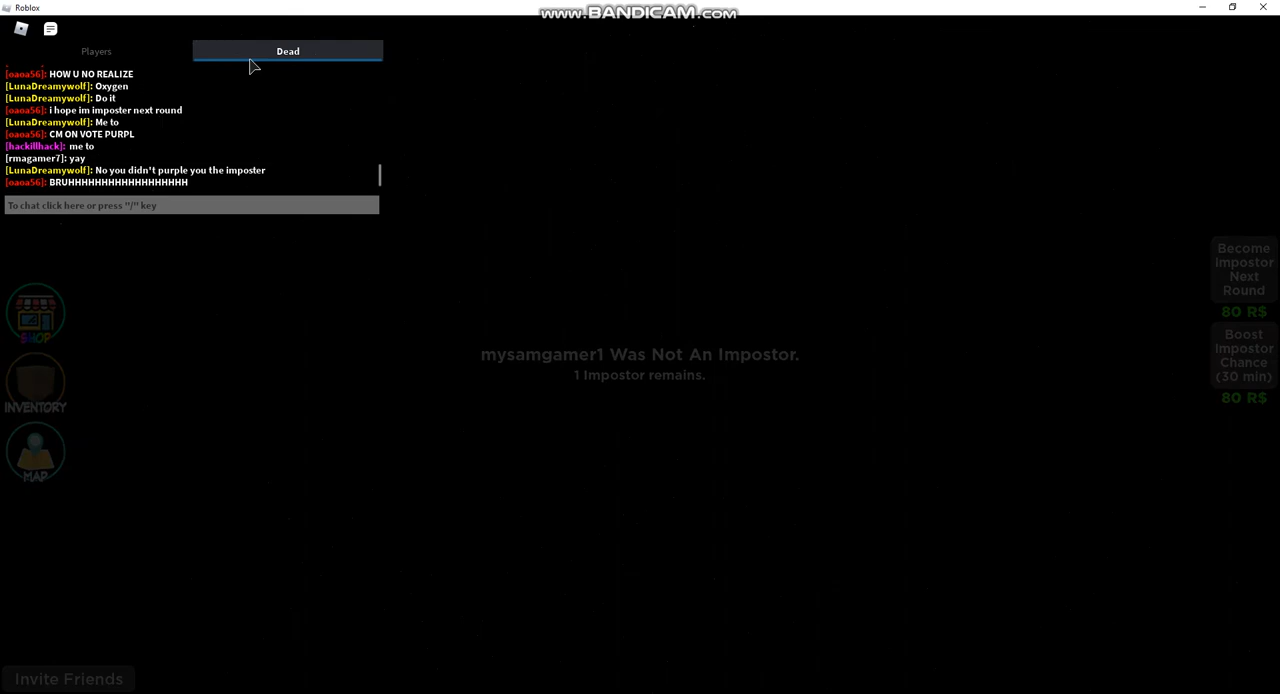 Roblox
WWW.BANDICAM.COM
Players
Dead
[oaoa56]: HOW U NO REALIZE
[LunaDreamywolf]: Oxygen
[LunaDreamywolf]: Do it
[oaoa56]: i hope im imposter next round
[LunaDreamywolf]: Me to
[oaoa56]: CM ON VOTE PURPL
[hackillhack]: me to
[rmagamer7]: yay
[LunaDreamywolf]: No you didn't purple you the imposter
[oaoa56]: BRUHHHHHHHHHHHHHHHHHH
To chat click here or press "/" key
SHOP
INVENTORY
MAP
mysamgamer1 Was Not An Impostor.
1 Impostor remains.
Become
Impostor
Next
Round
80 R$
Boost
Impostor
Chance
(30 min)
80 R$
Invite Friends